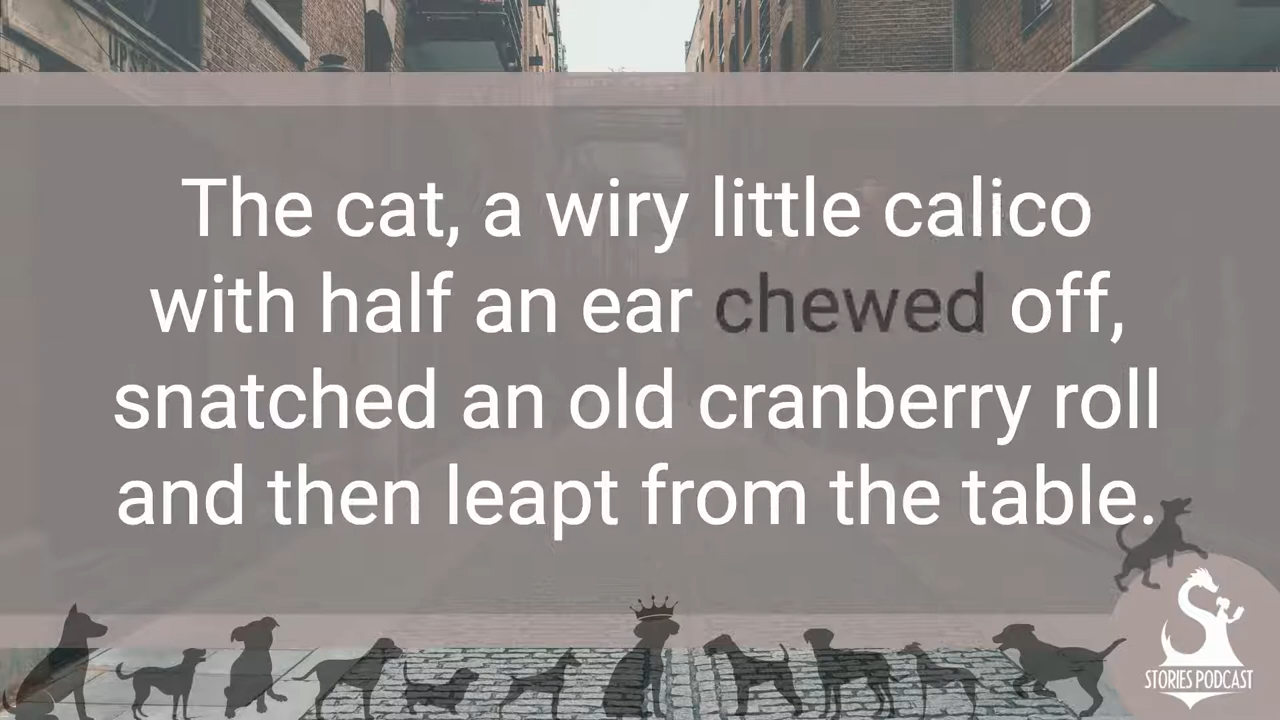 The cat, a wiry little calico
with half an ear chewed off,
snatched an old cranberry roll
and then leapt from the table.
STORIES PODCAST